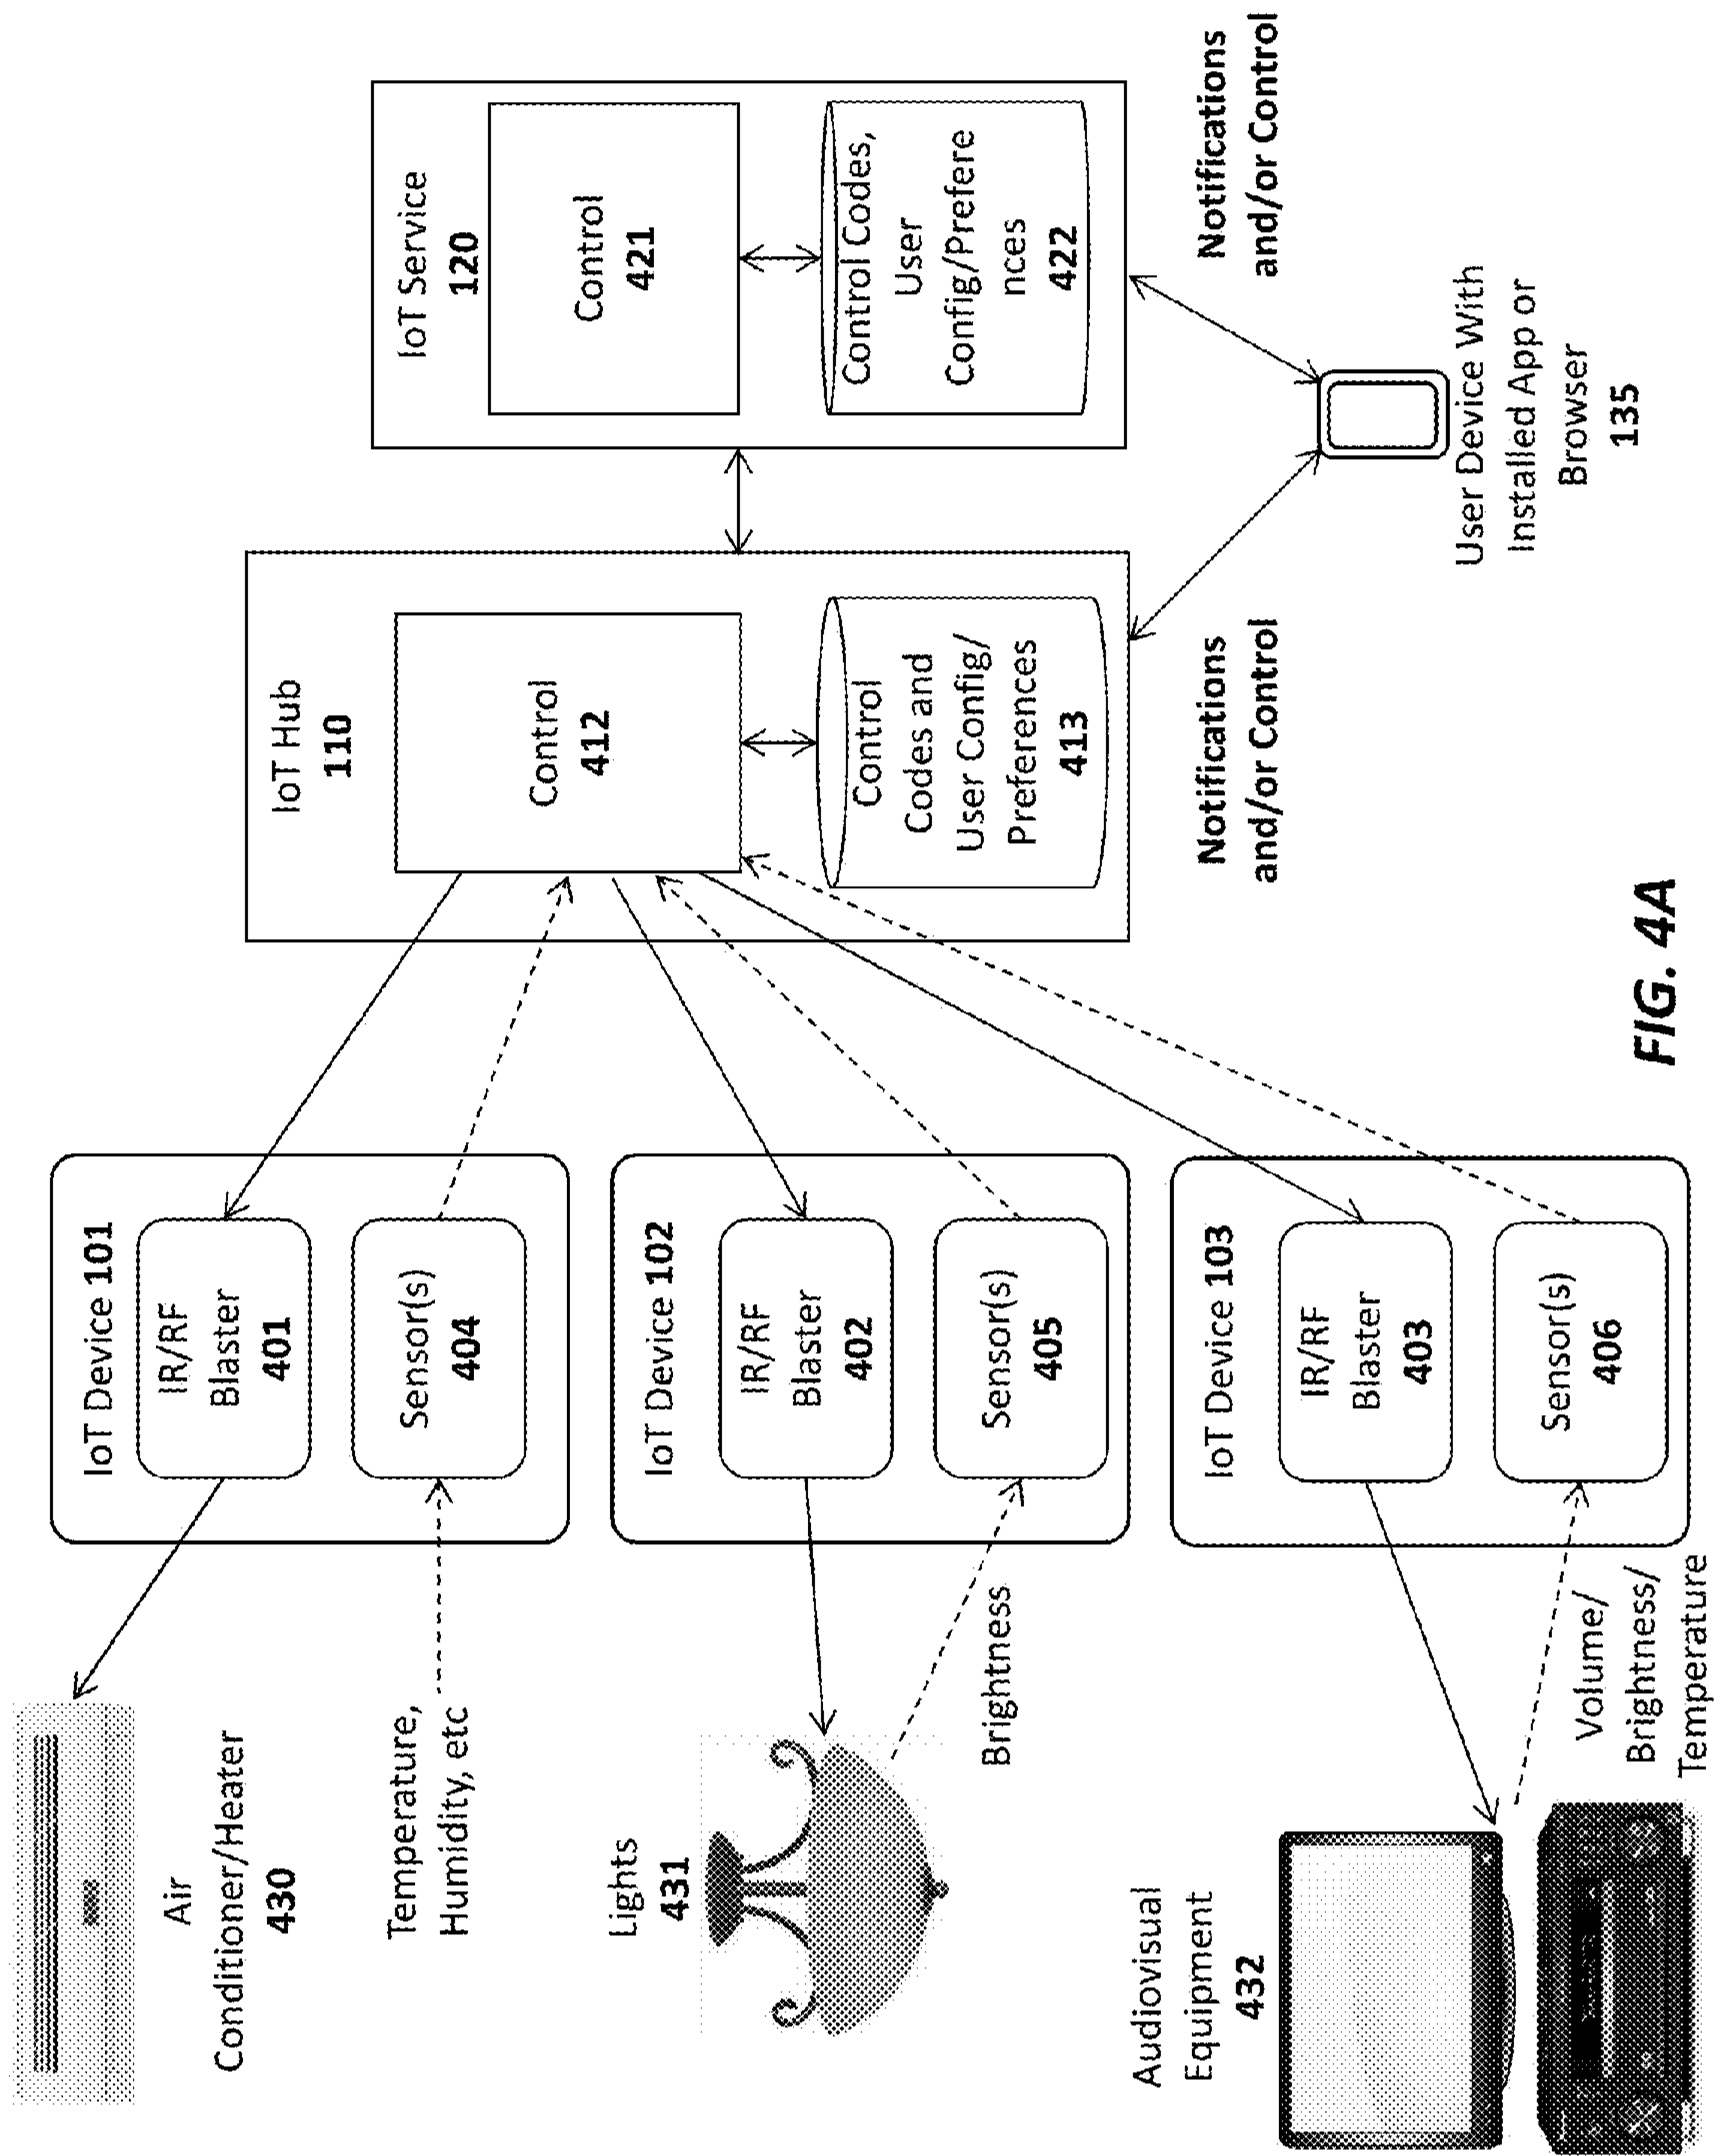 Air
Conditioner/Heater
430
Temperature,
Humidity, etc
Lights
431
Brightness
Audiovisual
Equipment
432
Volume/
Brightness/
Temperature
IoT Device 101
IR/RF
Blaster
401
Sensor(s)
404
IoT Device 102
IR/RF
Blaster
402
Sensor(s)
405
IoT Device 103
IR/RF
Blaster
403
Sensor(s)
406
IoT Hub
110
Control
412
Control
Codes and
User Config/
Preferences
413
Notifications
and/or Control
IoT Service
120
Control
421
Control Codes,
User
Config/Prefere
nces
422
Notifications
and/or Control
User Device With
Installed App or
Browser
135
FIG. 4A